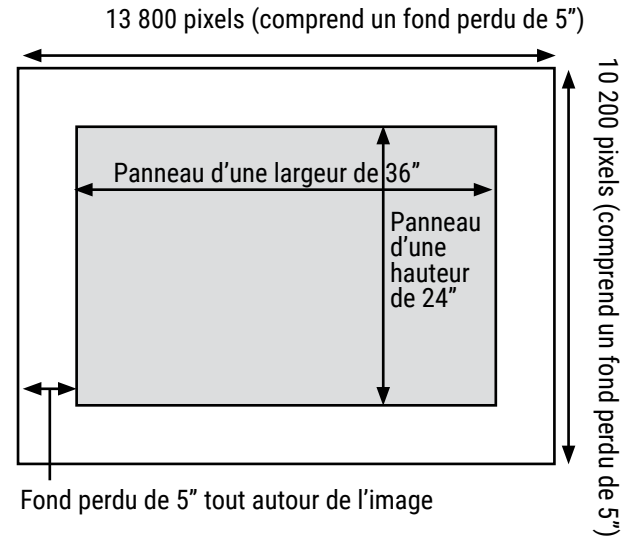 13 800 pixels (comprend un fond perdu de 5”)
10 200 pixels (comprend un fond perdu de 5”)
Panneau d’une largeur de 36”
Panneau
d’une
hauteur
de 24”
Fond perdu de 5” tout autour de l’image